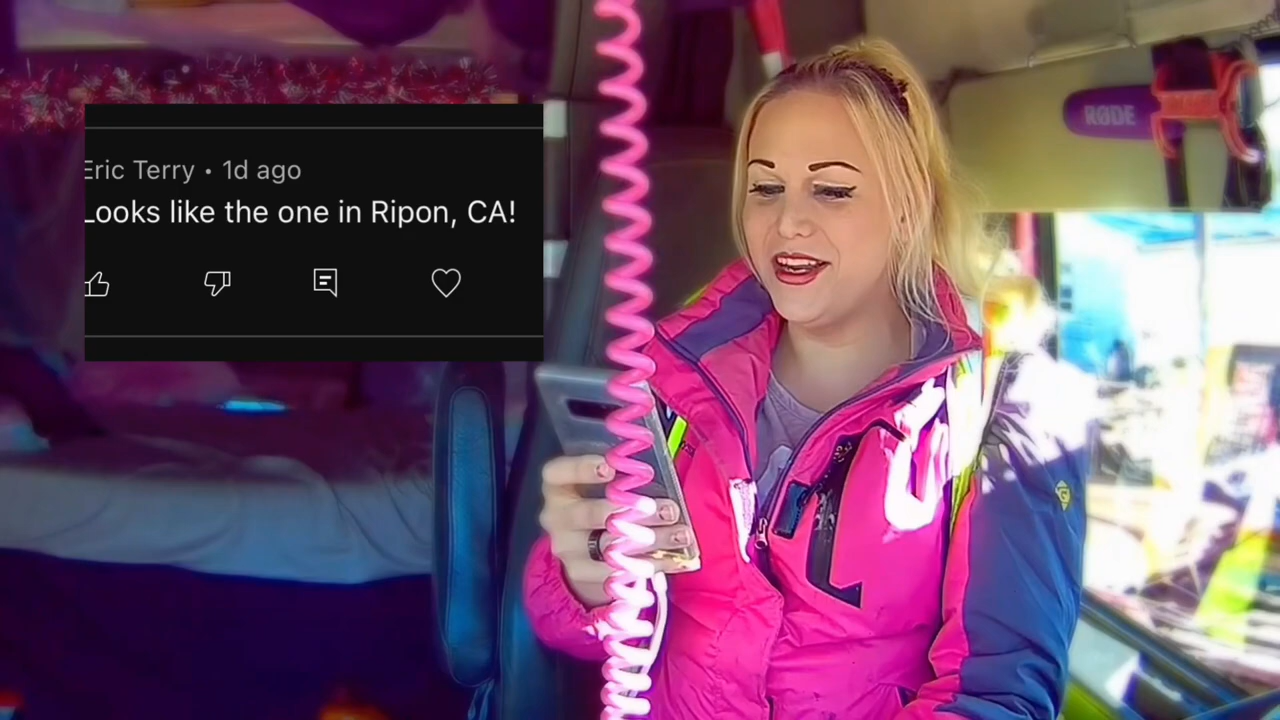 Eric Terry • 1d ago
Looks like the one in Ripon, CA!
RØDE